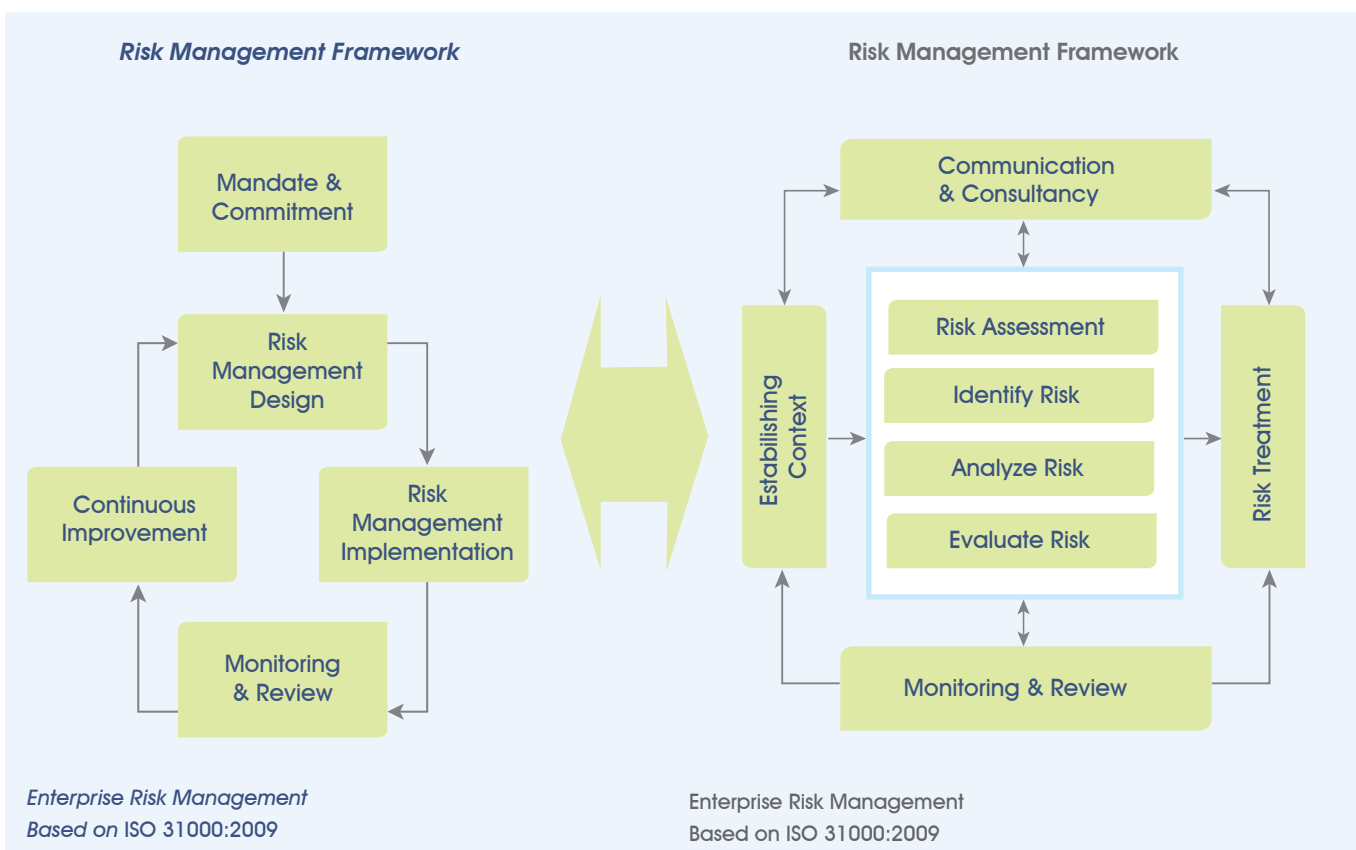 Risk Management Framework
Mandate &
Commitment
Risk
Management
Design
Continuous
Improvement
Risk
Management
Implementation
Monitoring
& Review
Enterprise Risk Management
Based on ISO 31000:2009
Risk Management Framework
Communication
& Consultancy
Estabilishing
Context
Risk Assessment
Identify Risk
Analyze Risk
Evaluate Risk
Risk Treatment
Monitoring & Review
Enterprise Risk Management
Based on ISO 31000:2009